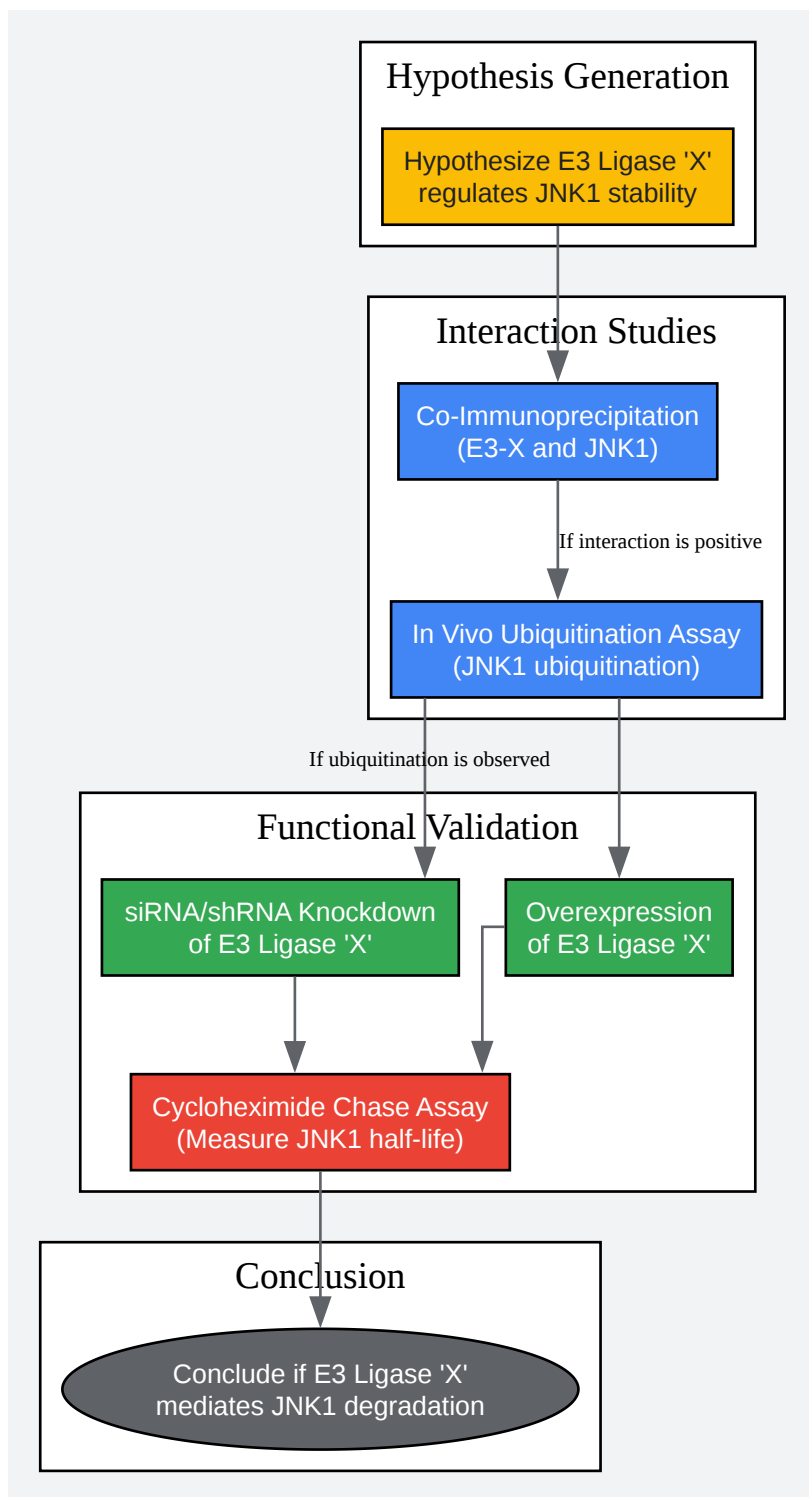 Hypothesis Generation
Hypothesize E3 Ligase 'X'
regulates JNK1 stability
Interaction Studies
Co-Immunoprecipitation
(E3-X and JNK1)
If interaction is positive
In Vivo Ubiquitination Assay
(JNK1 ubiquitination)
If ubiquitination is observed
Functional Validation
siRNA/shRNA Knockdown
of E3 Ligase 'X'
Overexpression
of E3 Ligase 'X'
Cycloheximide Chase Assay
(Measure JNK1 half-life)
Conclusion
Conclude if E3 Ligase 'X'
mediates JNK1 degradation